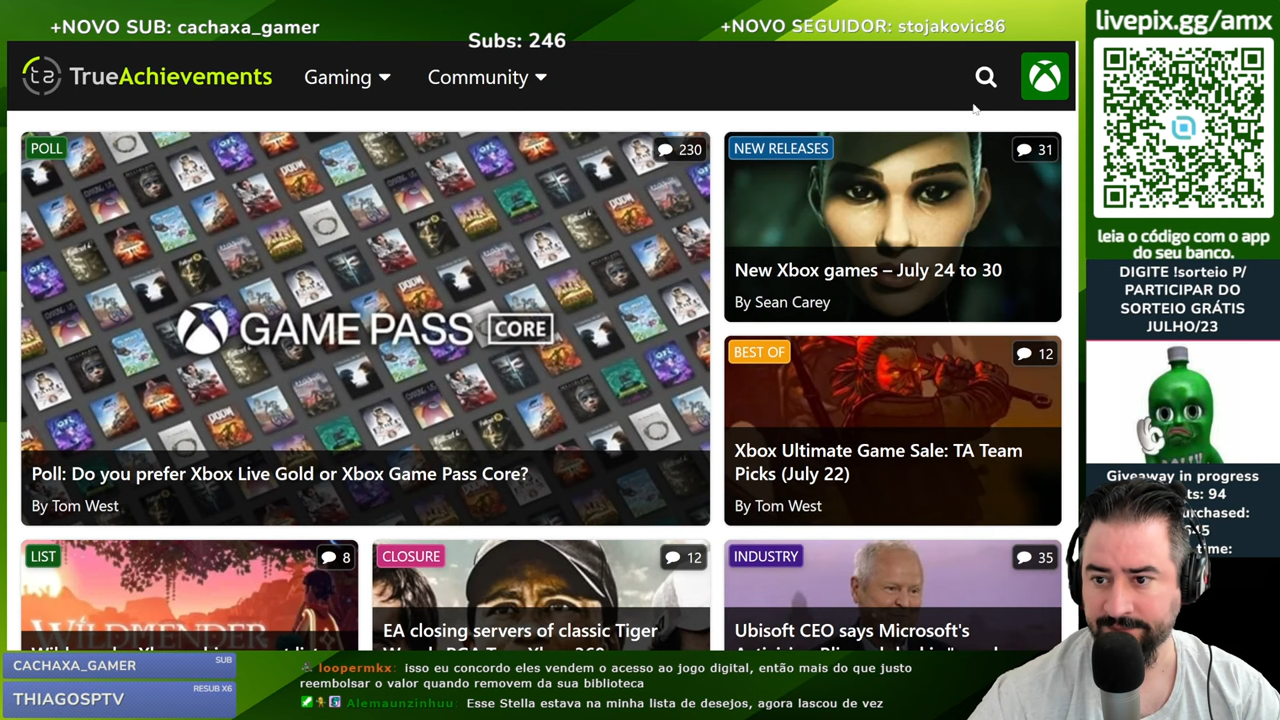 +NOVO SUB: cachaxa_gamer
Subs: 246
+NOVO SEGUIDOR: stojakovic86
livepix.gg/amx
TrueAchievements
Gaming
Community
POLL
230
GAME PASS CORE
Poll: Do you prefer Xbox Live Gold or Xbox Game Pass Core?
By Tom West
NEW RELEASES
31
New Xbox games – July 24 to 30
By Sean Carey
BEST OF
12
Xbox Ultimate Game Sale: TA Team
Picks (July 22)
By Tom West
LIST
8
WILDMENDER
CLOSURE
12
EA closing servers of classic Tiger
INDUSTRY
35
Ubisoft CEO says Microsoft's
leia o código com o app
do seu banco.
DIGITE !sorteio P/
PARTICIPAR DO
SORTEIO GRÁTIS
JULHO/23
Giveaway in progress
ts: 94
urchased:
645
time:
CACHAXA_GAMER
SUB
THIAGOSPTV
RESUB X6
loopermkx: isso eu concordo eles vendem o acesso ao jogo digital, então mais do que justo
reembolsar o valor quando removem da sua biblioteca
Alemaunzinhuu: Esse Stella estava na minha lista de desejos, agora lascou de vez